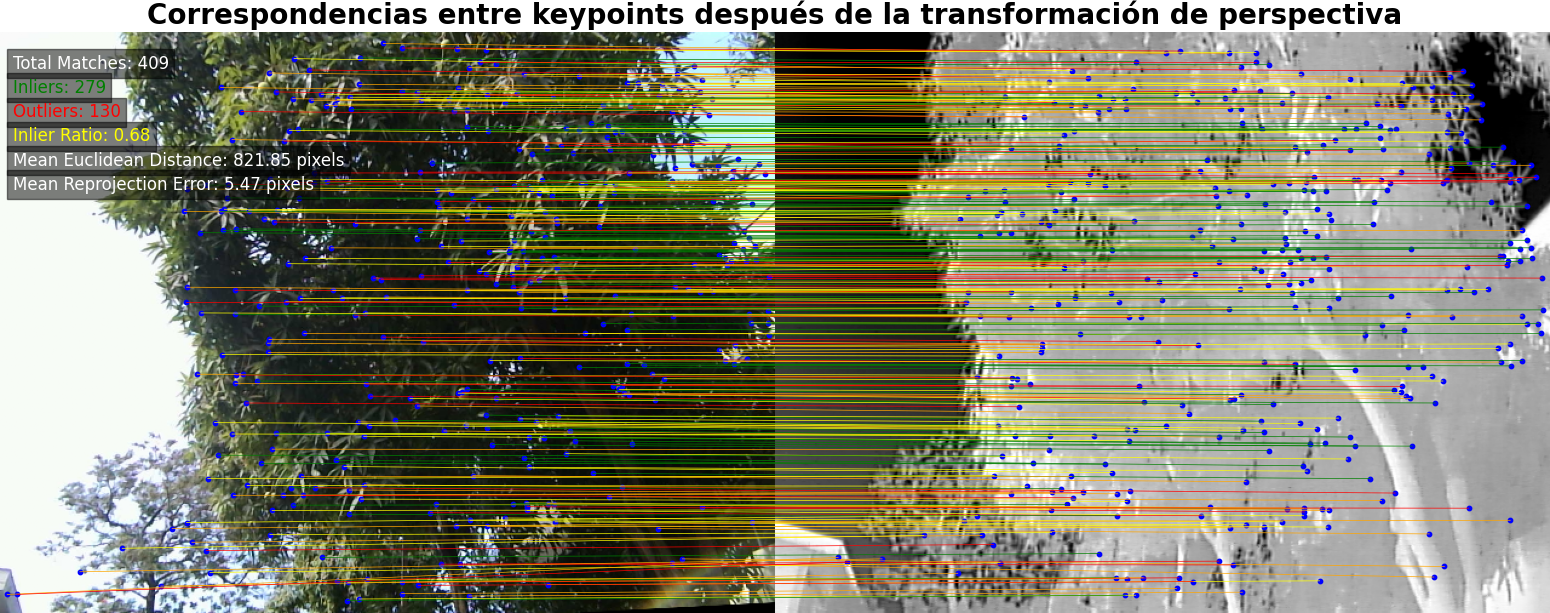 Correspondencias entre keypoints después de la transformación de perspectiva
Total Matches: 409
Inliers: 279
Outliers: 130
Inlier Ratio: 0.68
Mean Euclidean Distance: 821.85 pixels
Mean Reprojection Error: 5.47 pixels